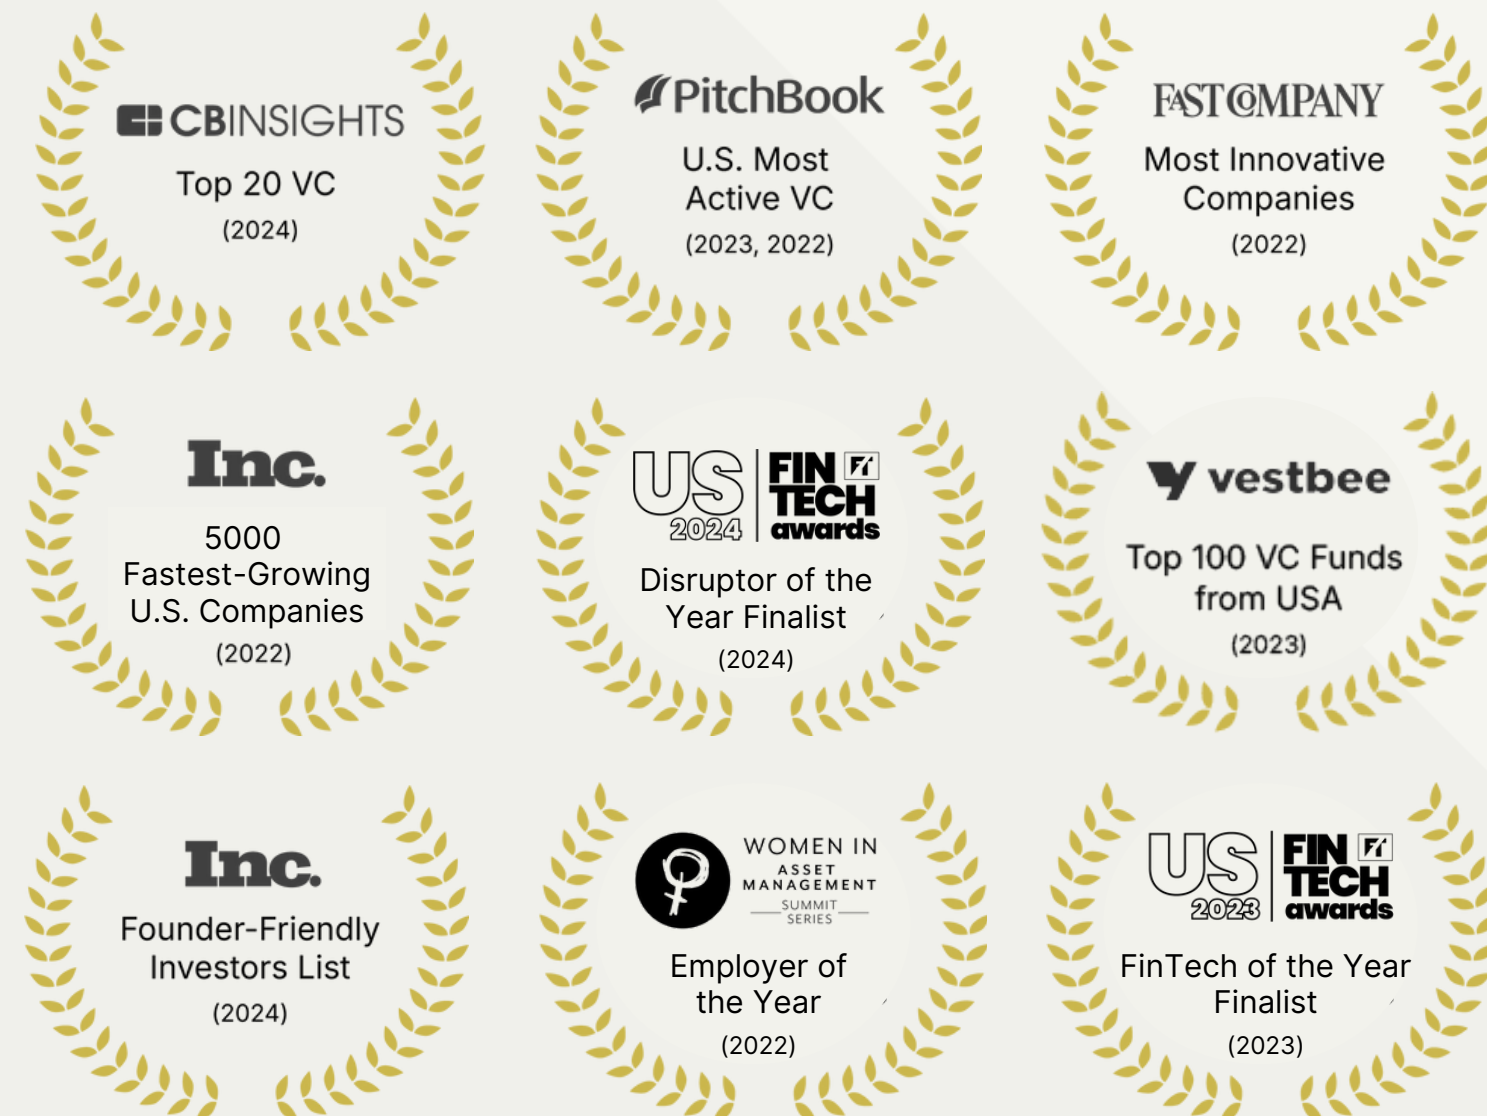 CBINSIGHTS
Top 20 VC
(2024)
PitchBook
U.S. Most
Active VC
(2023, 2022)
FAST COMPANY
Most Innovative
Companies
(2022)
Inc.
5000
Fastest-Growing
U.S. Companies
(2022)
US
2024
FIN
TECH
awards
Disruptor of the
Year Finalist
(2024)
vestbee
Top 100 VC Funds
from USA
(2023)
Inc.
Founder-Friendly
Investors List
(2024)
WOMEN IN
ASSET
MANAGEMENT
SUMMIT
SERIES
Employer of
the Year
(2022)
US
2023
FIN
TECH
awards
FinTech of the Year
Finalist
(2023)